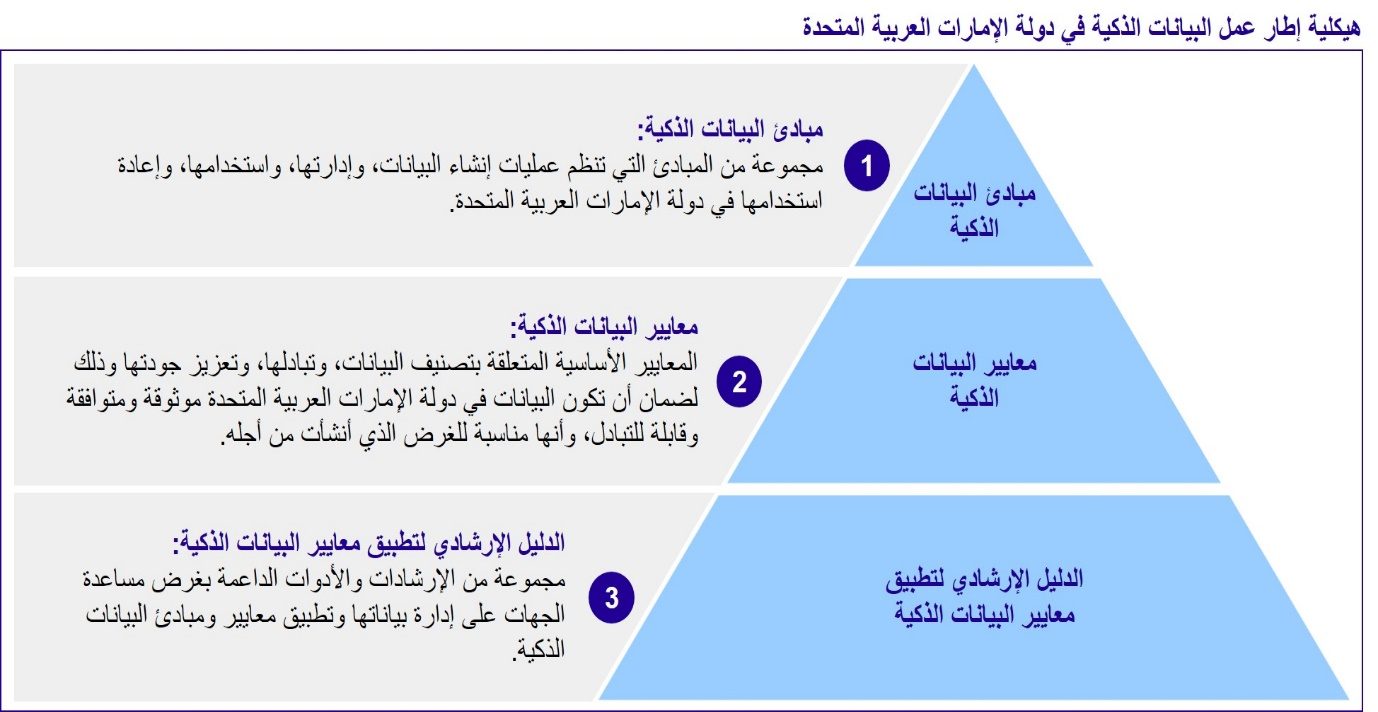 هيكلية إطار عمل البيانات الذكية في دولة الإمارات العربية المتحدة
مبادئ البيانات
الذكية
1
مبادئ البيانات الذكية:
مجموعة من المبادئ التي تنظم عمليات إنشاء البيانات، وإدارتها، واستخدامها، وإعادة
استخدامها في دولة الإمارات العربية المتحدة.
معايير البيانات
الذكية
2
معايير البيانات الذكية:
المعايير الأساسية المتعلقة بتصنيف البيانات، وتبادلها، وتعزيز جودتها وذلك
لضمان أن تكون البيانات في دولة الإمارات العربية المتحدة موثوقة ومتوافقة
وقابلة للتبادل، وأنها مناسبة للغرض الذي أنشأت من أجله.
الدليل الإرشادي لتطبيق
معايير البيانات الذكية
3
الدليل الإرشادي لتطبيق معايير البيانات الذكية:
مجموعة من الإرشادات والأدوات الداعمة بغرض مساعدة
الجهات على إدارة بياناتها وتطبيق معايير ومبادئ البيانات
الذكية.